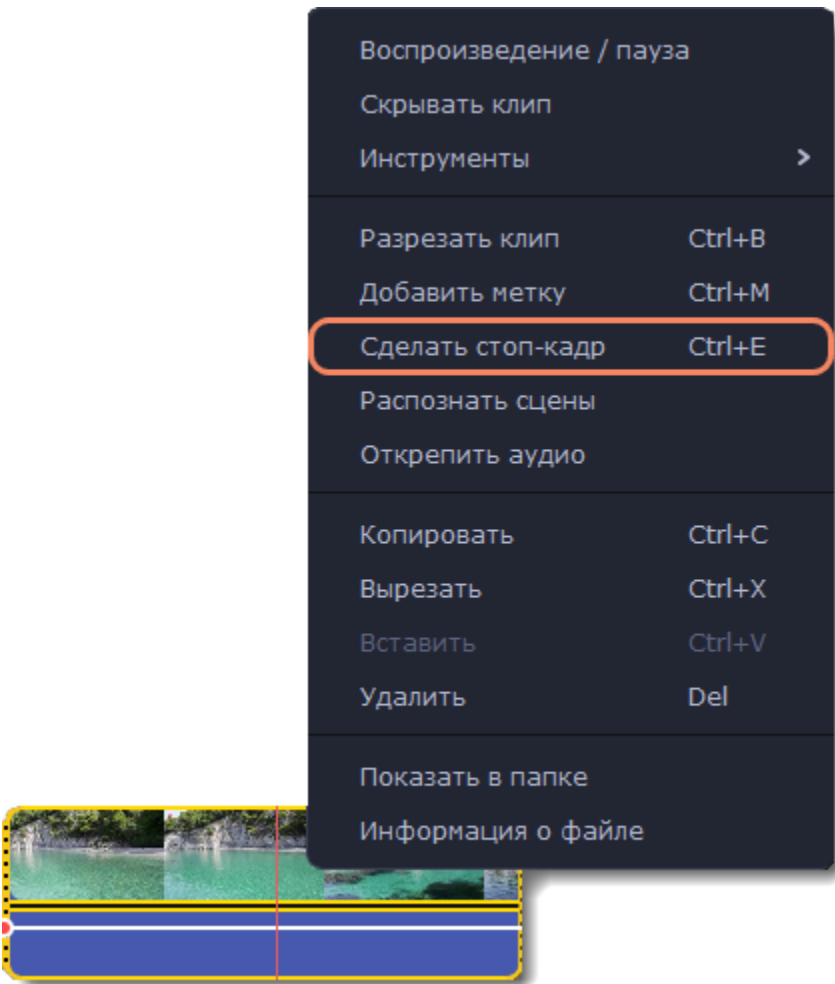 Воспроизведение / пауза
Скрывать клип
Инструменты >
Разрезать клип Ctrl+B
Добавить метку Ctrl+M
Сделать стоп-кадр Ctrl+E
Распознать сцены
Открепить аудио
Копировать Ctrl+C
Вырезать Ctrl+X
Вставить Ctrl+V
Удалить Del
Показать в папке
Информация о файле